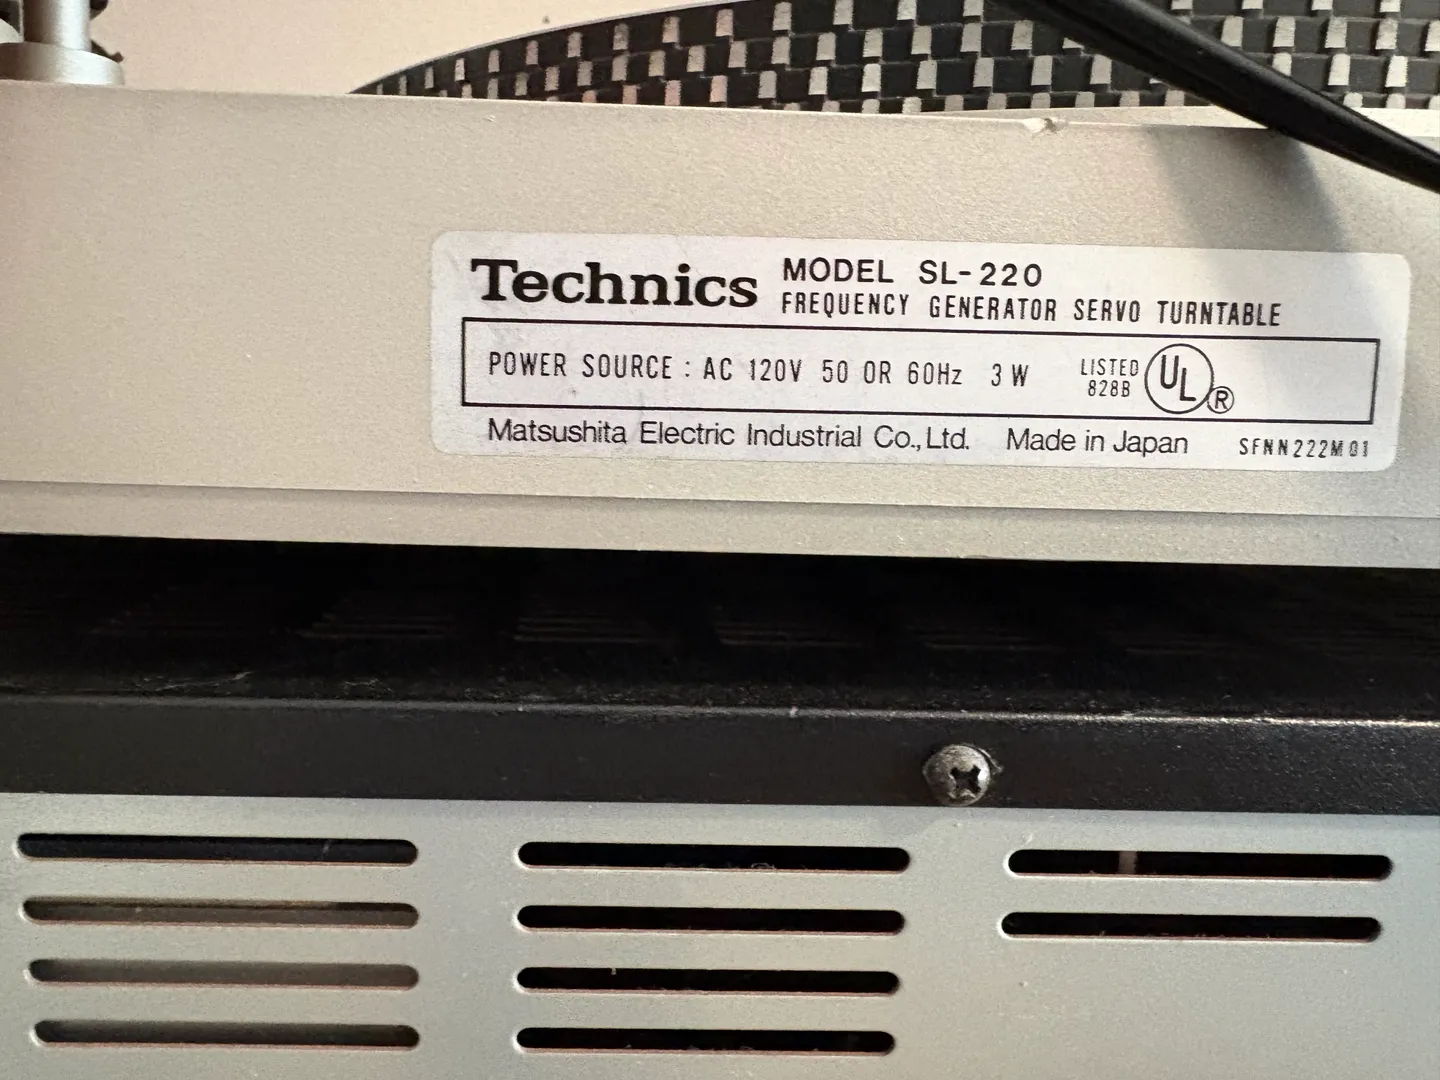 Technics MODEL SL-220
FREQUENCY GENERATOR SERVO TURNTABLE
POWER SOURCE : AC 120V 50 OR 60Hz 3W LISTED 828B UL ®
Matsushita Electric Industrial Co., Ltd. Made in Japan SFNN222M01